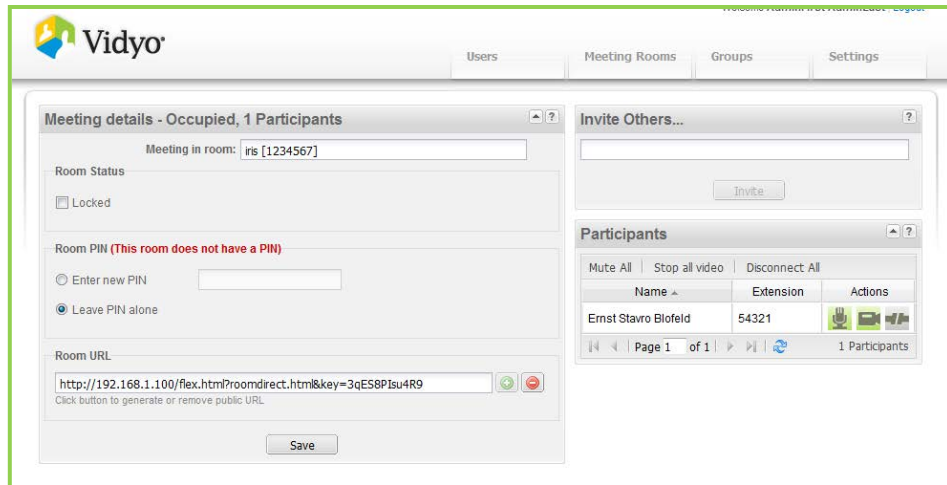 Vidyo
Users
Meeting Rooms
Groups
Settings
Meeting details - Occupied, 1 Participants
?
Meeting in room: iris [1234567]
Room Status
Locked
Room PIN (This room does not have a PIN)
Enter new PIN
Leave PIN alone
Room URL
http://192.168.1.100/flex.html?roomdirect.html&key=3qES8PIsu4R9
Click button to generate or remove public URL
Save
Invite Others...
?
Invite
Participants
?
Mute All Stop all video Disconnect All
Name Extension Actions
Ernst Stavro Blofeld 54321
Page 1 of 1 1 Participants